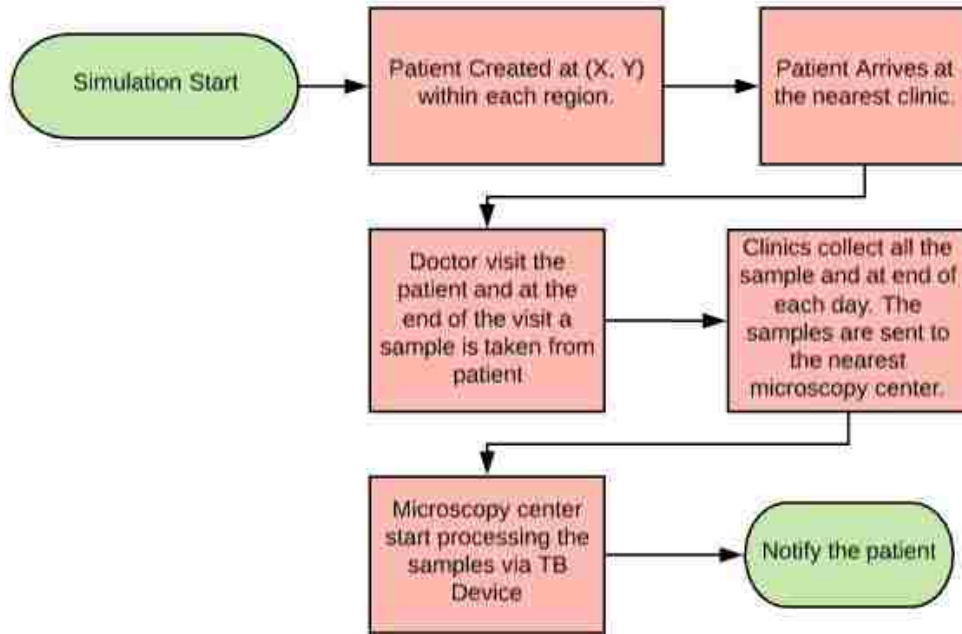 Simulation Start
Patient Created at (X, Y)
within each region.
Patient Arrives at
the nearest clinic.
Doctor visit the
patient and at the
end of the visit a
sample is taken from
patient
Clinics collect all the
sample and at end of
each day. The
samples are sent to
the nearest
microscopy center.
Microscopy center
start processing the
samples via TB
Device
Notify the patient